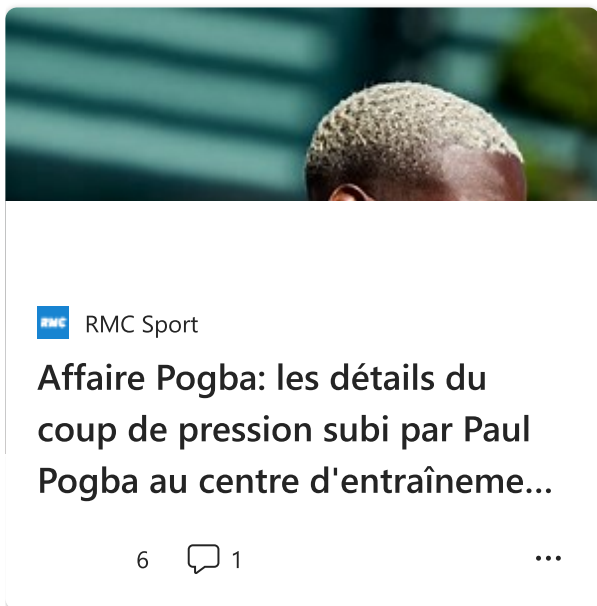 RMC
RMC Sport
Affaire Pogba: les détails du
coup de pression subi par Paul
Pogba au centre d'entraîneme...
6
1